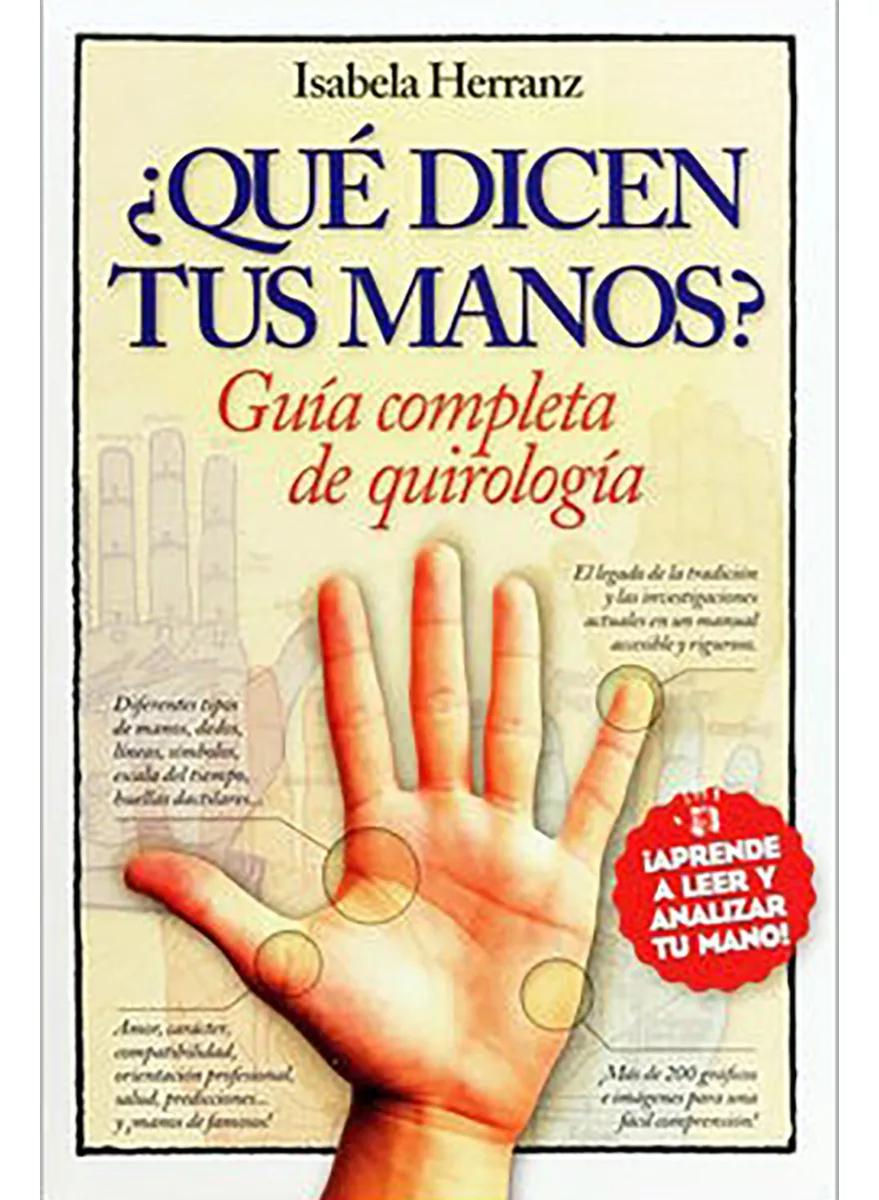 Isabela Herranz
¿QUÉ DICEN
TUS MANOS?
Guía completa
de quirología
El legado de la tradición
y las investigaciones
actuales en un manual
accesible y riguroso.
Diferentes tipos
de manos, dedos,
líneas, símbolos,
escala del tiempo,
huellas dactilares...
¡APRENDE
A LEER Y
ANALIZAR
TU MANO!
Amor, carácter,
compatibilidad,
orientación profesional,
salud, predicciones...
y ¡manos de famosos!
¡Más de 200 gráficos
e imágenes para una
fácil comprensión!